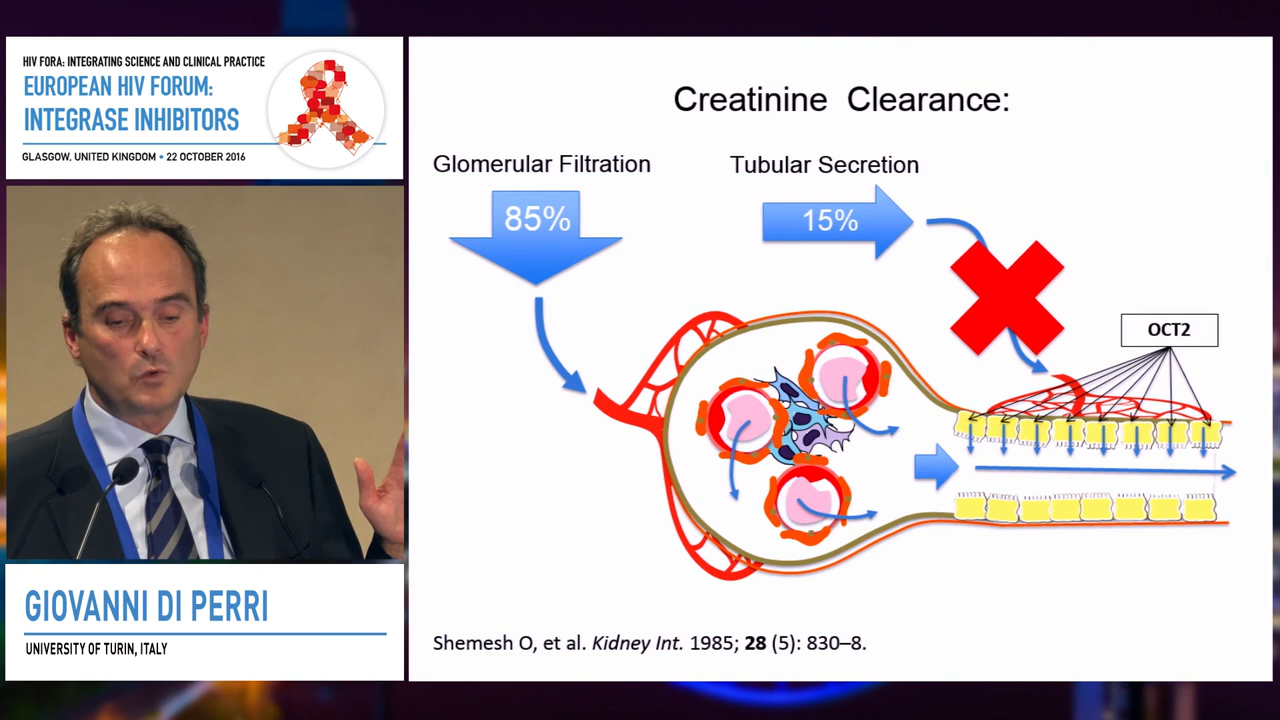 HIV FORA: INTEGRATING SCIENCE AND CLINICAL PRACTICE
EUROPEAN HIV FORUM:
INTEGRASE INHIBITORS
GLASGOW, UNITED KINGDOM • 22 OCTOBER 2016
GIOVANNI DI PERRI
UNIVERSITY OF TURIN, ITALY
Creatinine Clearance:
Glomerular Filtration
85%
Tubular Secretion
15%
OCT2
Shemesh O, et al. Kidney Int. 1985; 28 (5): 830–8.